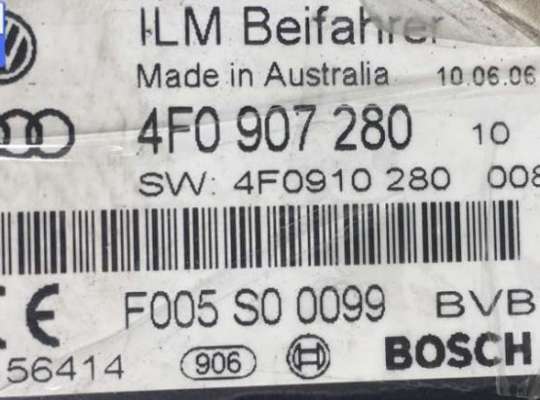 ILM Beifahrer
Made in Australia 10.06.06
4F0 907 280 10
SW: 4F0910 280 008
F005 S0 0099 BVB
56414 906 BOSCH